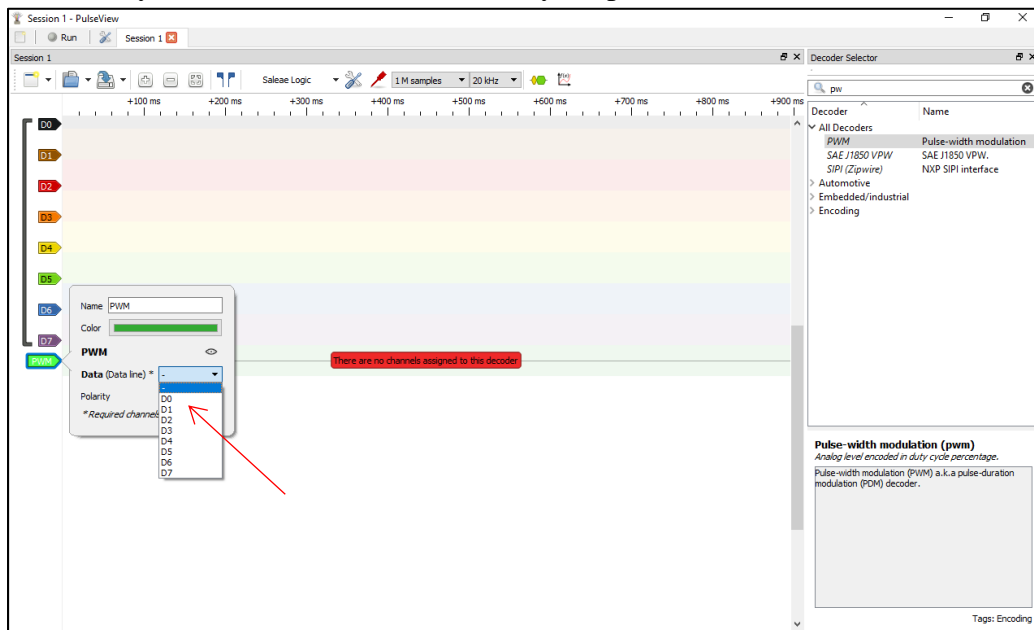 Session 1 - PulseView
Run
Session 1
Session 1
Saleae Logic
1 M samples
20 kHz
+100 ms +200 ms +300 ms +400 ms +500 ms +600 ms +700 ms +800 ms +900 ms
D0
D1
D2
D3
D4
D5
D6
D7
PWM
Name PWM
Color
PWM
Data (Data line) * -
-
D0
D1
D2
D3
D4
D5
D6
D7
Polarity
* Required channels
There are no channels assigned to this decoder
Decoder Selector
pw
Decoder Name
All Decoders
PWM Pulse-width modulation
SAE J1850 VPW SAE J1850 VPW.
SIPI (Zipwire) NXP SIPI interface
Automotive
Embedded/industrial
Encoding
Pulse-width modulation (pwm)
Analog level encoded in duty cycle percentage.
Pulse-width modulation (PWM) a.k.a pulse-duration
modulation (PDM) decoder.
Tags: Encoding